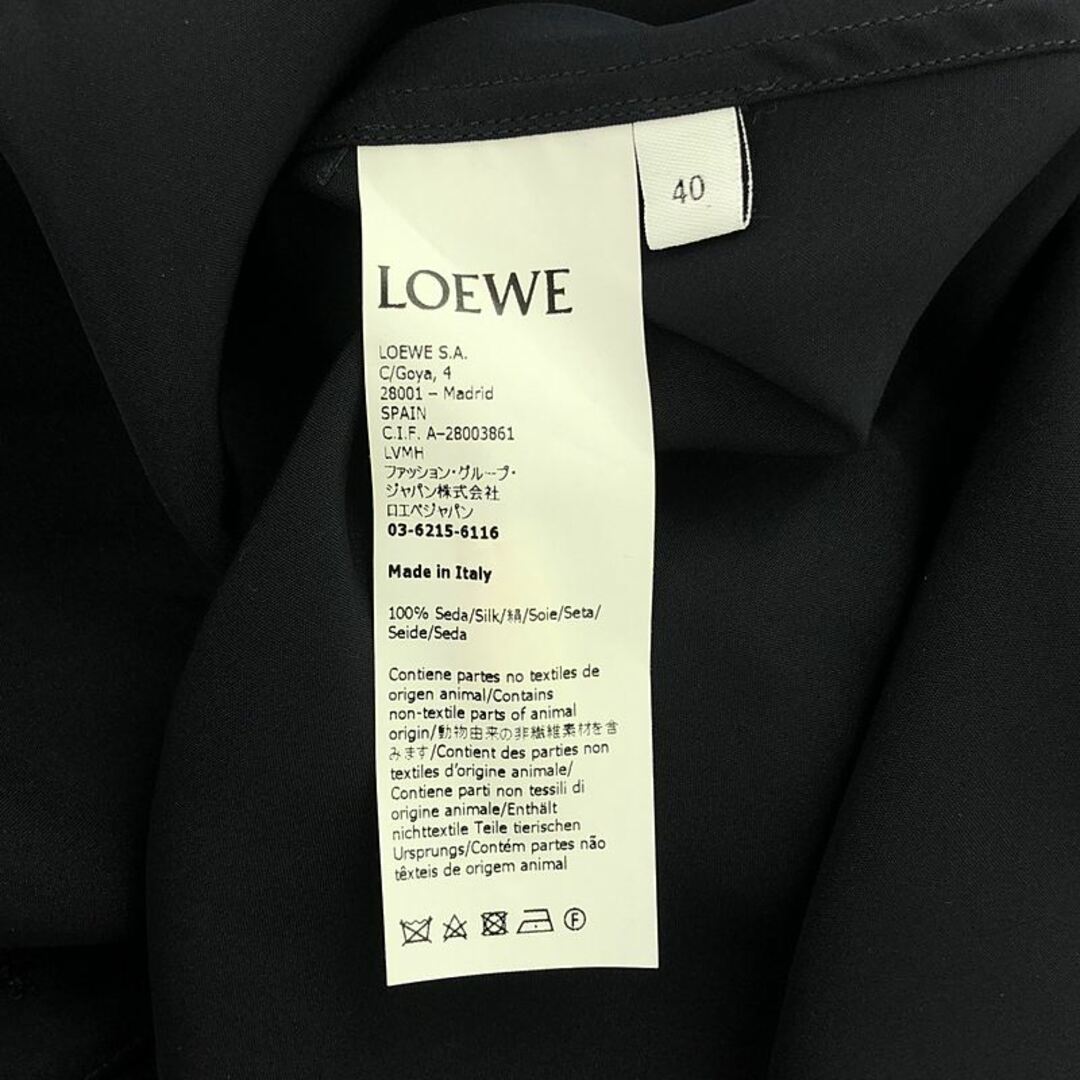 40
LOEWE
LOEWE S.A.
C/Goya, 4
28001 – Madrid
SPAIN
C.I.F. A–28003861
LVMH
ファッション・グループ・
ジャパン株式会社
ロエベジャパン
03-6215-6116
Made in Italy
100% Seda/Silk/絹/Soie/Seta/
Seide/Seda
Contiene partes no textiles de
origen animal/Contains
non-textile parts of animal
origin/動物由来の非繊維素材を含
みます/Contient des parties non
textiles d'origine animale/
Contiene parti non tessili di
origine animale/Enthält
nichttextile Teile tierischen
Ursprungs/Contém partes não
têxteis de origem animal
F